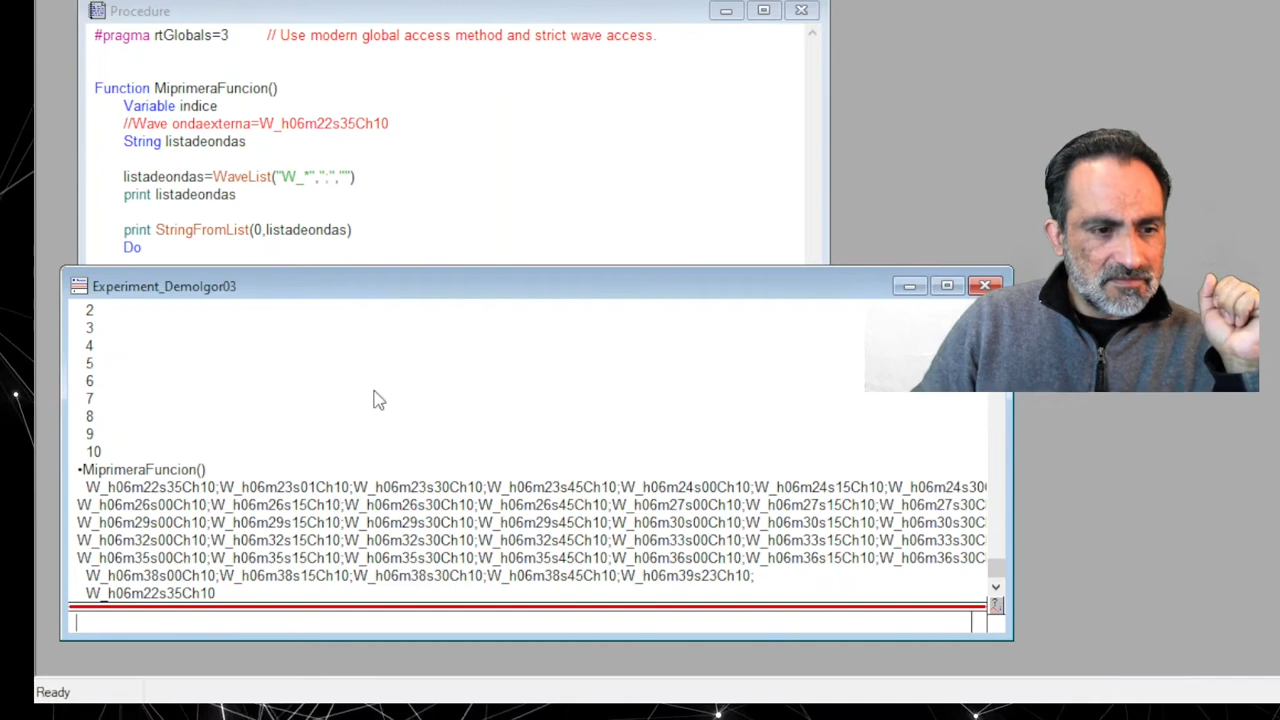 Procedure
#pragma rtGlobals=3 // Use modern global access method and strict wave access.
Function MiprimeraFuncion()
Variable indice
//Wave ondaexterna=W_h06m22s35Ch10
String listadeondas
listadeondas=WaveList("W_*",";","")
print listadeondas
print StringFromList(0,listadeondas)
Do
Experiment_DemoIgor03
2
3
4
5
6
7
8
9
10
•MiprimeraFuncion()
W_h06m22s35Ch10;W_h06m23s01Ch10;W_h06m23s30Ch10;W_h06m23s45Ch10;W_h06m24s00Ch10;W_h06m24s15Ch10;W_h06m24s30
W_h06m26s00Ch10;W_h06m26s15Ch10;W_h06m26s30Ch10;W_h06m26s45Ch10;W_h06m27s00Ch10;W_h06m27s15Ch10;W_h06m27s30C
W_h06m29s00Ch10;W_h06m29s15Ch10;W_h06m29s30Ch10;W_h06m29s45Ch10;W_h06m30s00Ch10;W_h06m30s15Ch10;W_h06m30s30C
W_h06m32s00Ch10;W_h06m32s15Ch10;W_h06m32s30Ch10;W_h06m32s45Ch10;W_h06m33s00Ch10;W_h06m33s15Ch10;W_h06m33s30C
W_h06m35s00Ch10;W_h06m35s15Ch10;W_h06m35s30Ch10;W_h06m35s45Ch10;W_h06m36s00Ch10;W_h06m36s15Ch10;W_h06m36s30C
W_h06m38s00Ch10;W_h06m38s15Ch10;W_h06m38s30Ch10;W_h06m38s45Ch10;W_h06m39s23Ch10;
W_h06m22s35Ch10
Ready